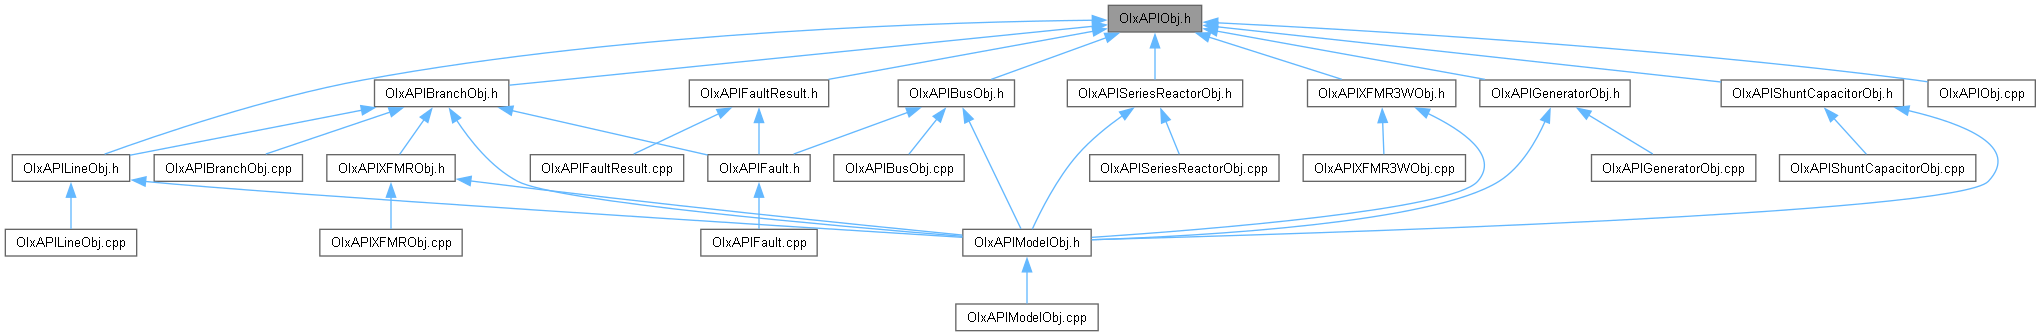 OlxAPIObj.h
OlxAPIBranchObj.h
OlxAPIFaultResult.h
OlxAPIBusObj.h
OlxAPISeriesReactorObj.h
OlxAPIXFMR3WObj.h
OlxAPIGeneratorObj.h
OlxAPIShuntCapacitorObj.h
OlxAPIObj.cpp
OlxAPILineObj.h
OlxAPIBranchObj.cpp
OlxAPIXFMRObj.h
OlxAPIFaultResult.cpp
OlxAPIFault.h
OlxAPIBusObj.cpp
OlxAPISeriesReactorObj.cpp
OlxAPIXFMR3WObj.cpp
OlxAPIGeneratorObj.cpp
OlxAPIShuntCapacitorObj.cpp
OlxAPILineObj.cpp
OlxAPIXFMRObj.cpp
OlxAPIFault.cpp
OlxAPIModelObj.h
OlxAPIModelObj.cpp